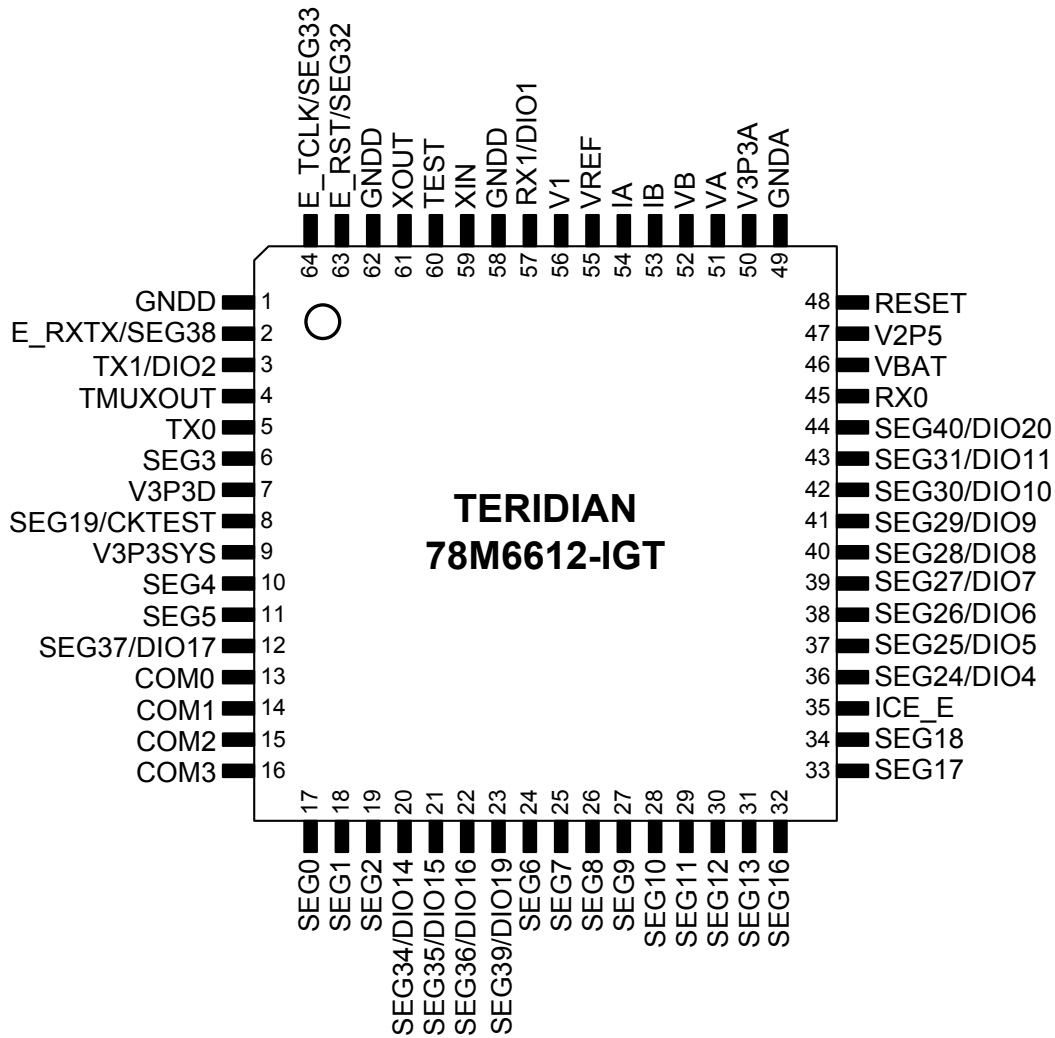 E_TCLK/SEG33
E_RST/SEG32
GNDD
XOUT
TEST
XIN
GNDD
RX1/DIO1
V1
VREF
IA
IB
VB
VA
V3P3A
GNDA
64
63
62
61
60
59
58
57
56
55
54
53
52
51
50
49
GNDD 1
E_RXTX/SEG38 2
TX1/DIO2 3
TMUXOUT 4
TX0 5
SEG3 6
V3P3D 7
SEG19/CKTEST 8
V3P3SYS 9
SEG4 10
SEG5 11
SEG37/DIO17 12
COM0 13
COM1 14
COM2 15
COM3 16
TERIDIAN
78M6612-IGT
48 RESET
47 V2P5
46 VBAT
45 RX0
44 SEG40/DIO20
43 SEG31/DIO11
42 SEG30/DIO10
41 SEG29/DIO9
40 SEG28/DIO8
39 SEG27/DIO7
38 SEG26/DIO6
37 SEG25/DIO5
36 SEG24/DIO4
35 ICE_E
34 SEG18
33 SEG17
17
18
19
20
21
22
23
24
25
26
27
28
29
30
31
32
SEG0
SEG1
SEG2
SEG34/DIO14
SEG35/DIO15
SEG36/DIO16
SEG39/DIO19
SEG6
SEG7
SEG8
SEG9
SEG10
SEG11
SEG12
SEG13
SEG16